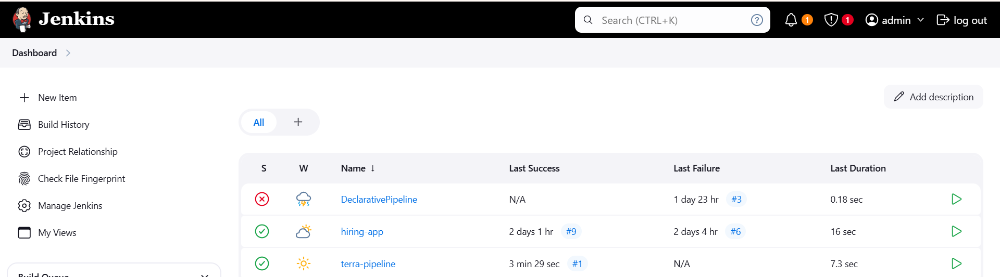 Jenkins
Search (CTRL+K)
?
1
1
admin
log out
Dashboard
New Item
Build History
Project Relationship
Check File Fingerprint
Manage Jenkins
My Views
Build Queue
Add description
All
S W Name ↓ Last Success Last Failure Last Duration
DeclarativePipeline N/A 1 day 23 hr #3 0.18 sec
hiring-app 2 days 1 hr #9 2 days 4 hr #6 16 sec
terra-pipeline 3 min 29 sec #1 N/A 7.3 sec